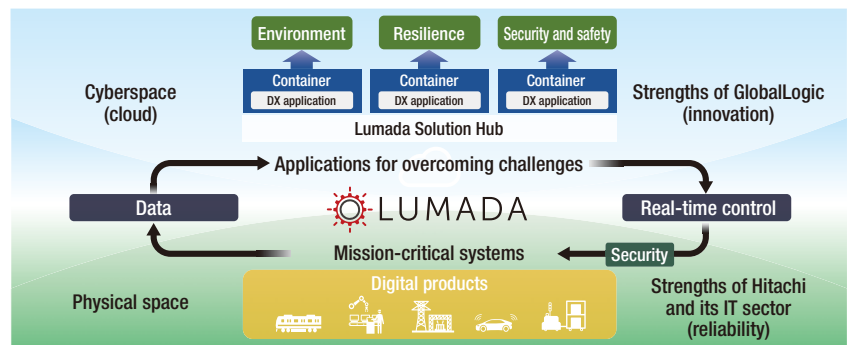 Environment
Resilience
Security and safety
Container
DX application
Container
DX application
Container
DX application
Lumada Solution Hub
Cyberspace
(cloud)
Strengths of GlobalLogic
(innovation)
Applications for overcoming challenges
Data
LUMADA
Real-time control
Mission-critical systems
Security
Digital products
Physical space
Strengths of Hitachi
and its IT sector
(reliability)